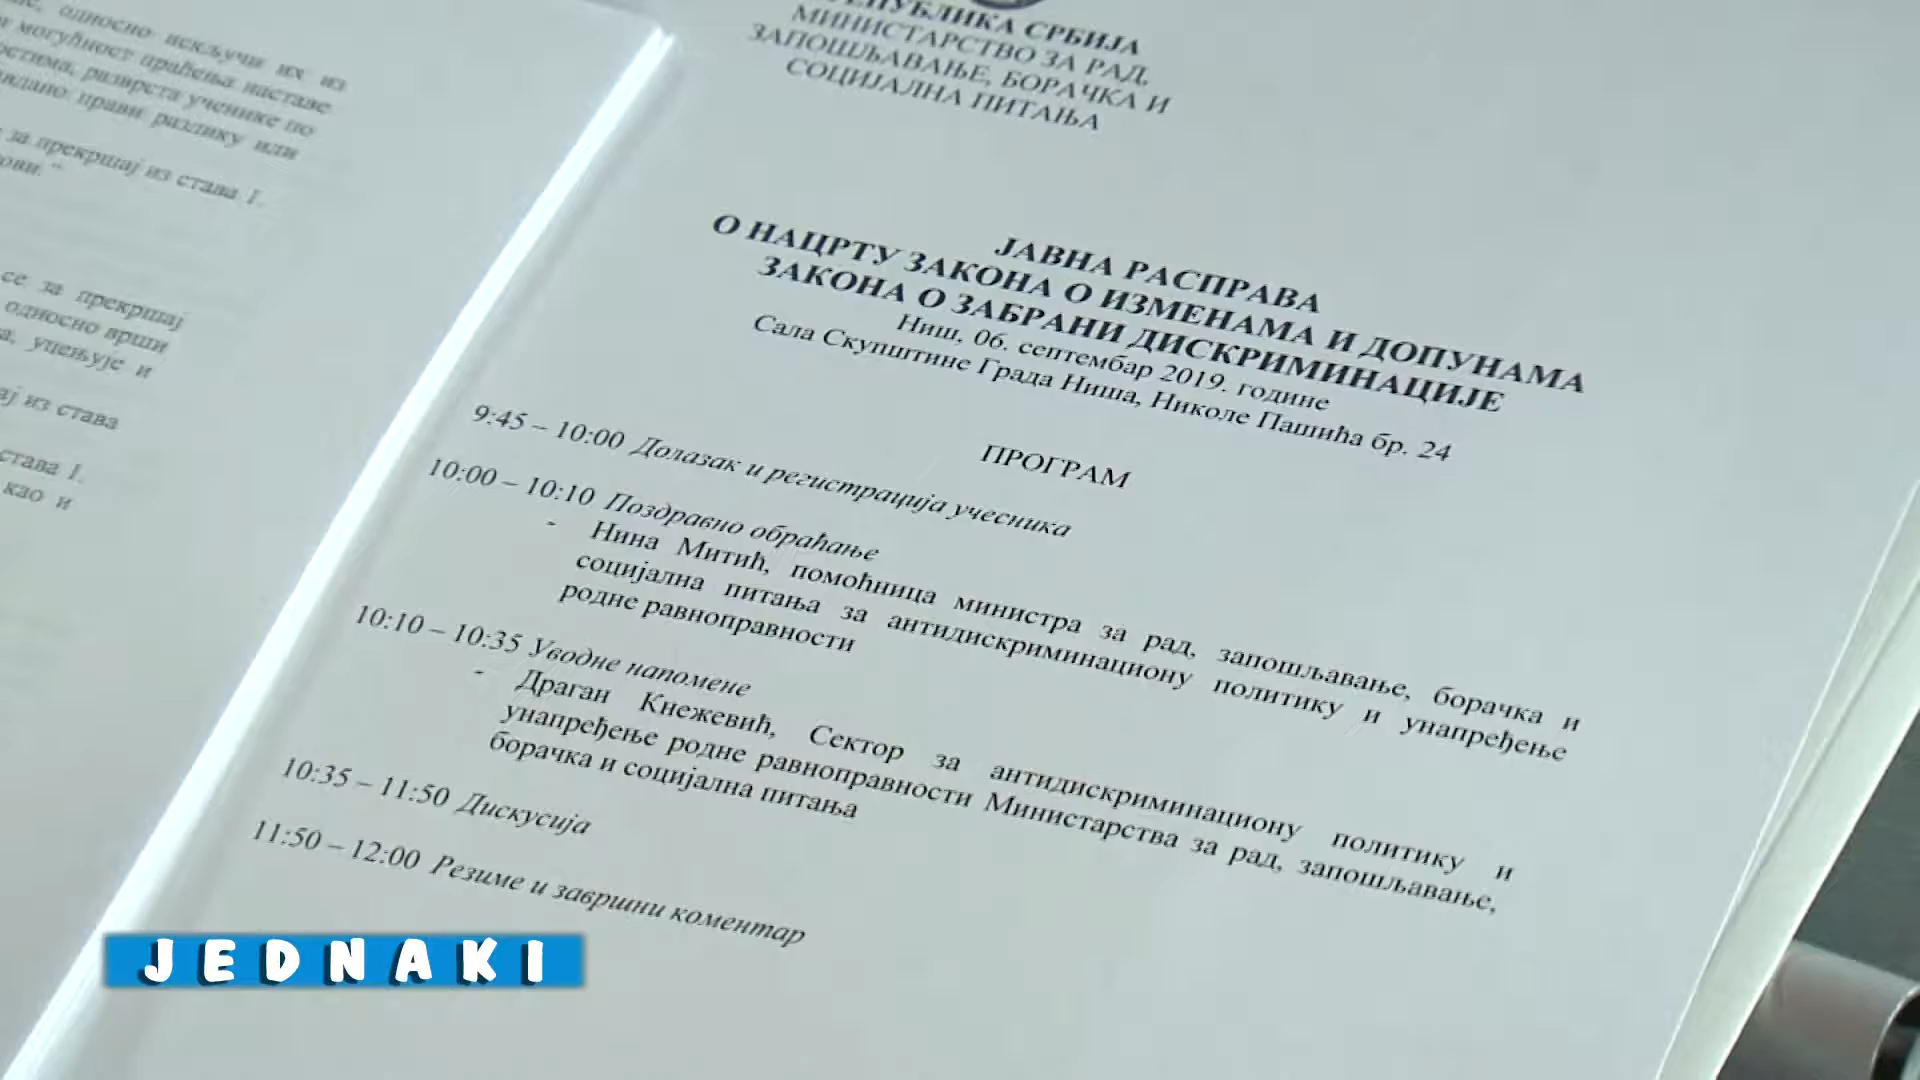 односно искључи их из
могућност праћења наставе
разврста ученике по
прави разлику или
за прекршај из става 1.
се за прекршај
односно врши
уцењује и
из става
става 1.
као и
РЕПУБЛИКА СРБИЈА
МИНИСТАРСТВО ЗА РАД,
ЗАПОШЉАВАЊЕ, БОРАЧКА И
СОЦИЈАЛНА ПИТАЊА
ЈАВНА РАСПРАВА
О НАЦРТУ ЗАКОНА О ИЗМЕНАМА И ДОПУНАМА
ЗАКОНА О ЗАБРАНИ ДИСКРИМИНАЦИЈЕ
Ниш, 06. септембар 2019. године
Сала Скупштине Града Ниша, Николе Пашића бр. 24
ПРОГРАМ
9:45 – 10:00 Долазак и регистрација учесника
10:00 – 10:10 Поздравно обраћање
- Нина Митић, помоћница министра за рад, запошљавање, борачка и
социјална питања за антидискриминациону политику и унапређење
родне равноправности
10:10 – 10:35 Уводне напомене
- Драган Кнежевић, Сектор за антидискриминациону политику и
унапређење родне равноправности Министарства за рад, запошљавање,
борачка и социјална питања
10:35 – 11:50 Дискусија
11:50 – 12:00 Резиме и завршни коментар
JEDNAKI